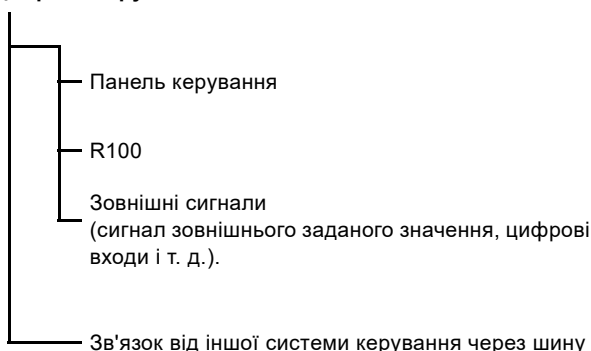 Панель керування
R100
Зовнішні сигнали
(сигнал зовнішнього заданого значення, цифрові
входи і т. д.).
Зв'язок від іншої системи керування через шину